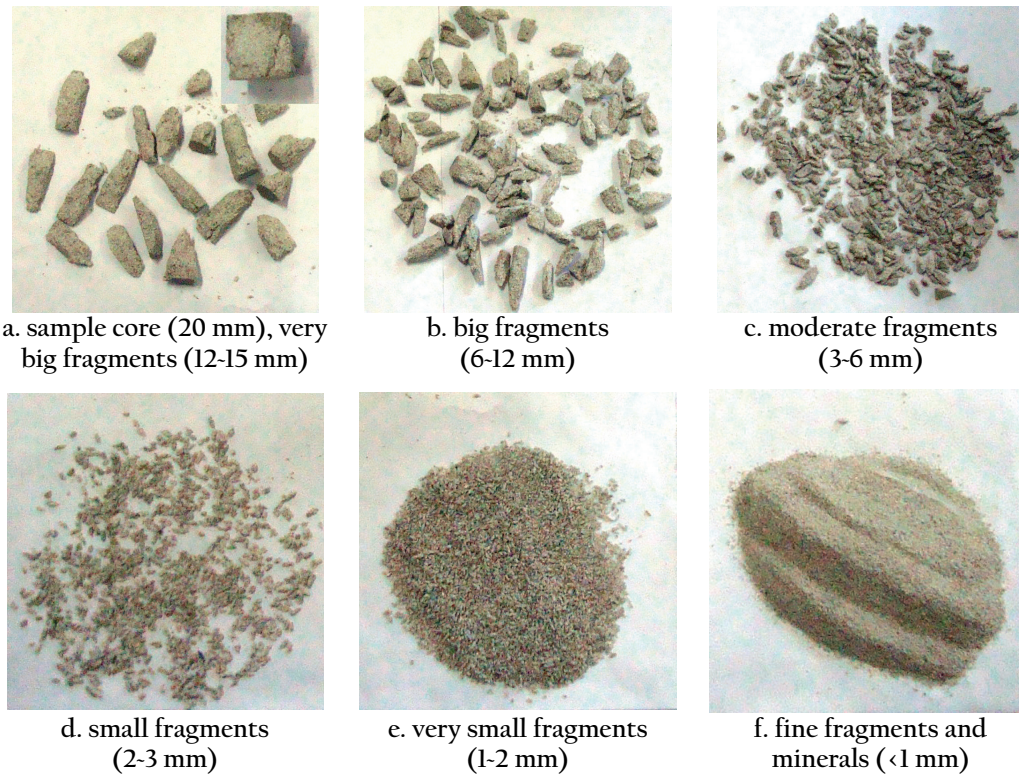 a. sample core (20 mm), very
big fragments (12-15 mm)
b. big fragments
(6-12 mm)
c. moderate fragments
(3-6 mm)
d. small fragments
(2-3 mm)
e. very small fragments
(1-2 mm)
f. fine fragments and
minerals (<1 mm)